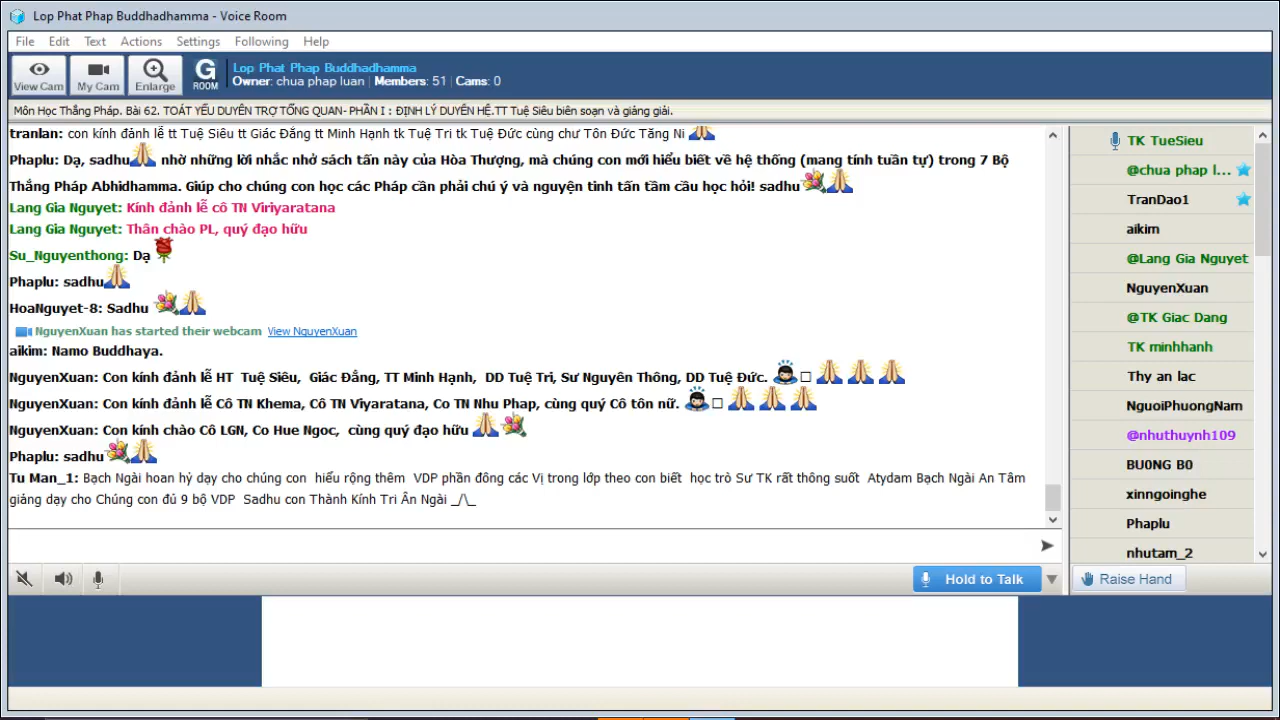 Lop Phat Phap Buddhadhamma - Voice Room
File Edit Text Actions Settings Following Help
View Cam My Cam Enlarge G ROOM
Lop Phat Phap Buddhadhamma
Owner: chua phap luan | Members: 51 | Cams: 0
Môn Học Thắng Pháp. Bài 62. TOÁT YẾU DUYÊN TRỢ TỔNG QUAN- PHẦN I : ĐỊNH LÝ DUYÊN HỆ.TT Tuệ Siêu biên soạn và giảng giải.
tranlan: con kính đảnh lễ tt Tuệ Siêu tt Giác Đẳng tt Minh Hạnh tk Tuệ Tri tk Tuệ Đức cùng chư Tôn Đức Tăng Ni
Phaplu: Dạ, sadhu nhờ những lời nhắc nhở sách tấn này của Hòa Thượng, mà chúng con mới hiểu biết về hệ thống (mang tính tuần tự) trong 7 Bộ
Thắng Pháp Abhidhamma. Giúp cho chúng con học các Pháp cần phải chú ý và nguyện tinh tấn tầm cầu học hỏi! sadhu
Lang Gia Nguyet: Kính đảnh lễ cô TN Viriyaratana
Lang Gia Nguyet: Thân chào PL, quý đạo hữu
Su_Nguyenthong: Dạ
Phaplu: sadhu
HoaNguyet-8: Sadhu
NguyenXuan has started their webcam View NguyenXuan
aikim: Namo Buddhaya.
NguyenXuan: Con kính đảnh lễ HT Tuệ Siêu, Giác Đẳng, TT Minh Hạnh, DD Tuệ Tri, Sư Nguyên Thông, DD Tuệ Đức.
NguyenXuan: Con kính đảnh lễ Cô TN Khema, Cô TN Viyaratana, Co TN Nhu Phap, cùng quý Cô tôn nữ.
NguyenXuan: Con kính chào Cô LGN, Co Hue Ngoc, cùng quý đạo hữu
Phaplu: sadhu
Tu Man_1: Bạch Ngài hoan hỷ dạy cho chúng con hiểu rộng thêm VDP phần đông các Vị trong lớp theo con biết học trò Sư TK rất thông suốt Atydam Bạch Ngài An Tâm
giảng dạy cho Chúng con đủ 9 bộ VDP Sadhu con Thành Kính Tri Ân Ngài _/\_
Hold to Talk
TK TueSieu
@chua phap l...
TranDao1
aikim
@Lang Gia Nguyet
NguyenXuan
@TK Giac Dang
TK minhhanh
Thy an lac
NguoiPhuongNam
@nhuthuynh109
BU0NG B0
xinngoinghe
Phaplu
nhutam_2
Raise Hand